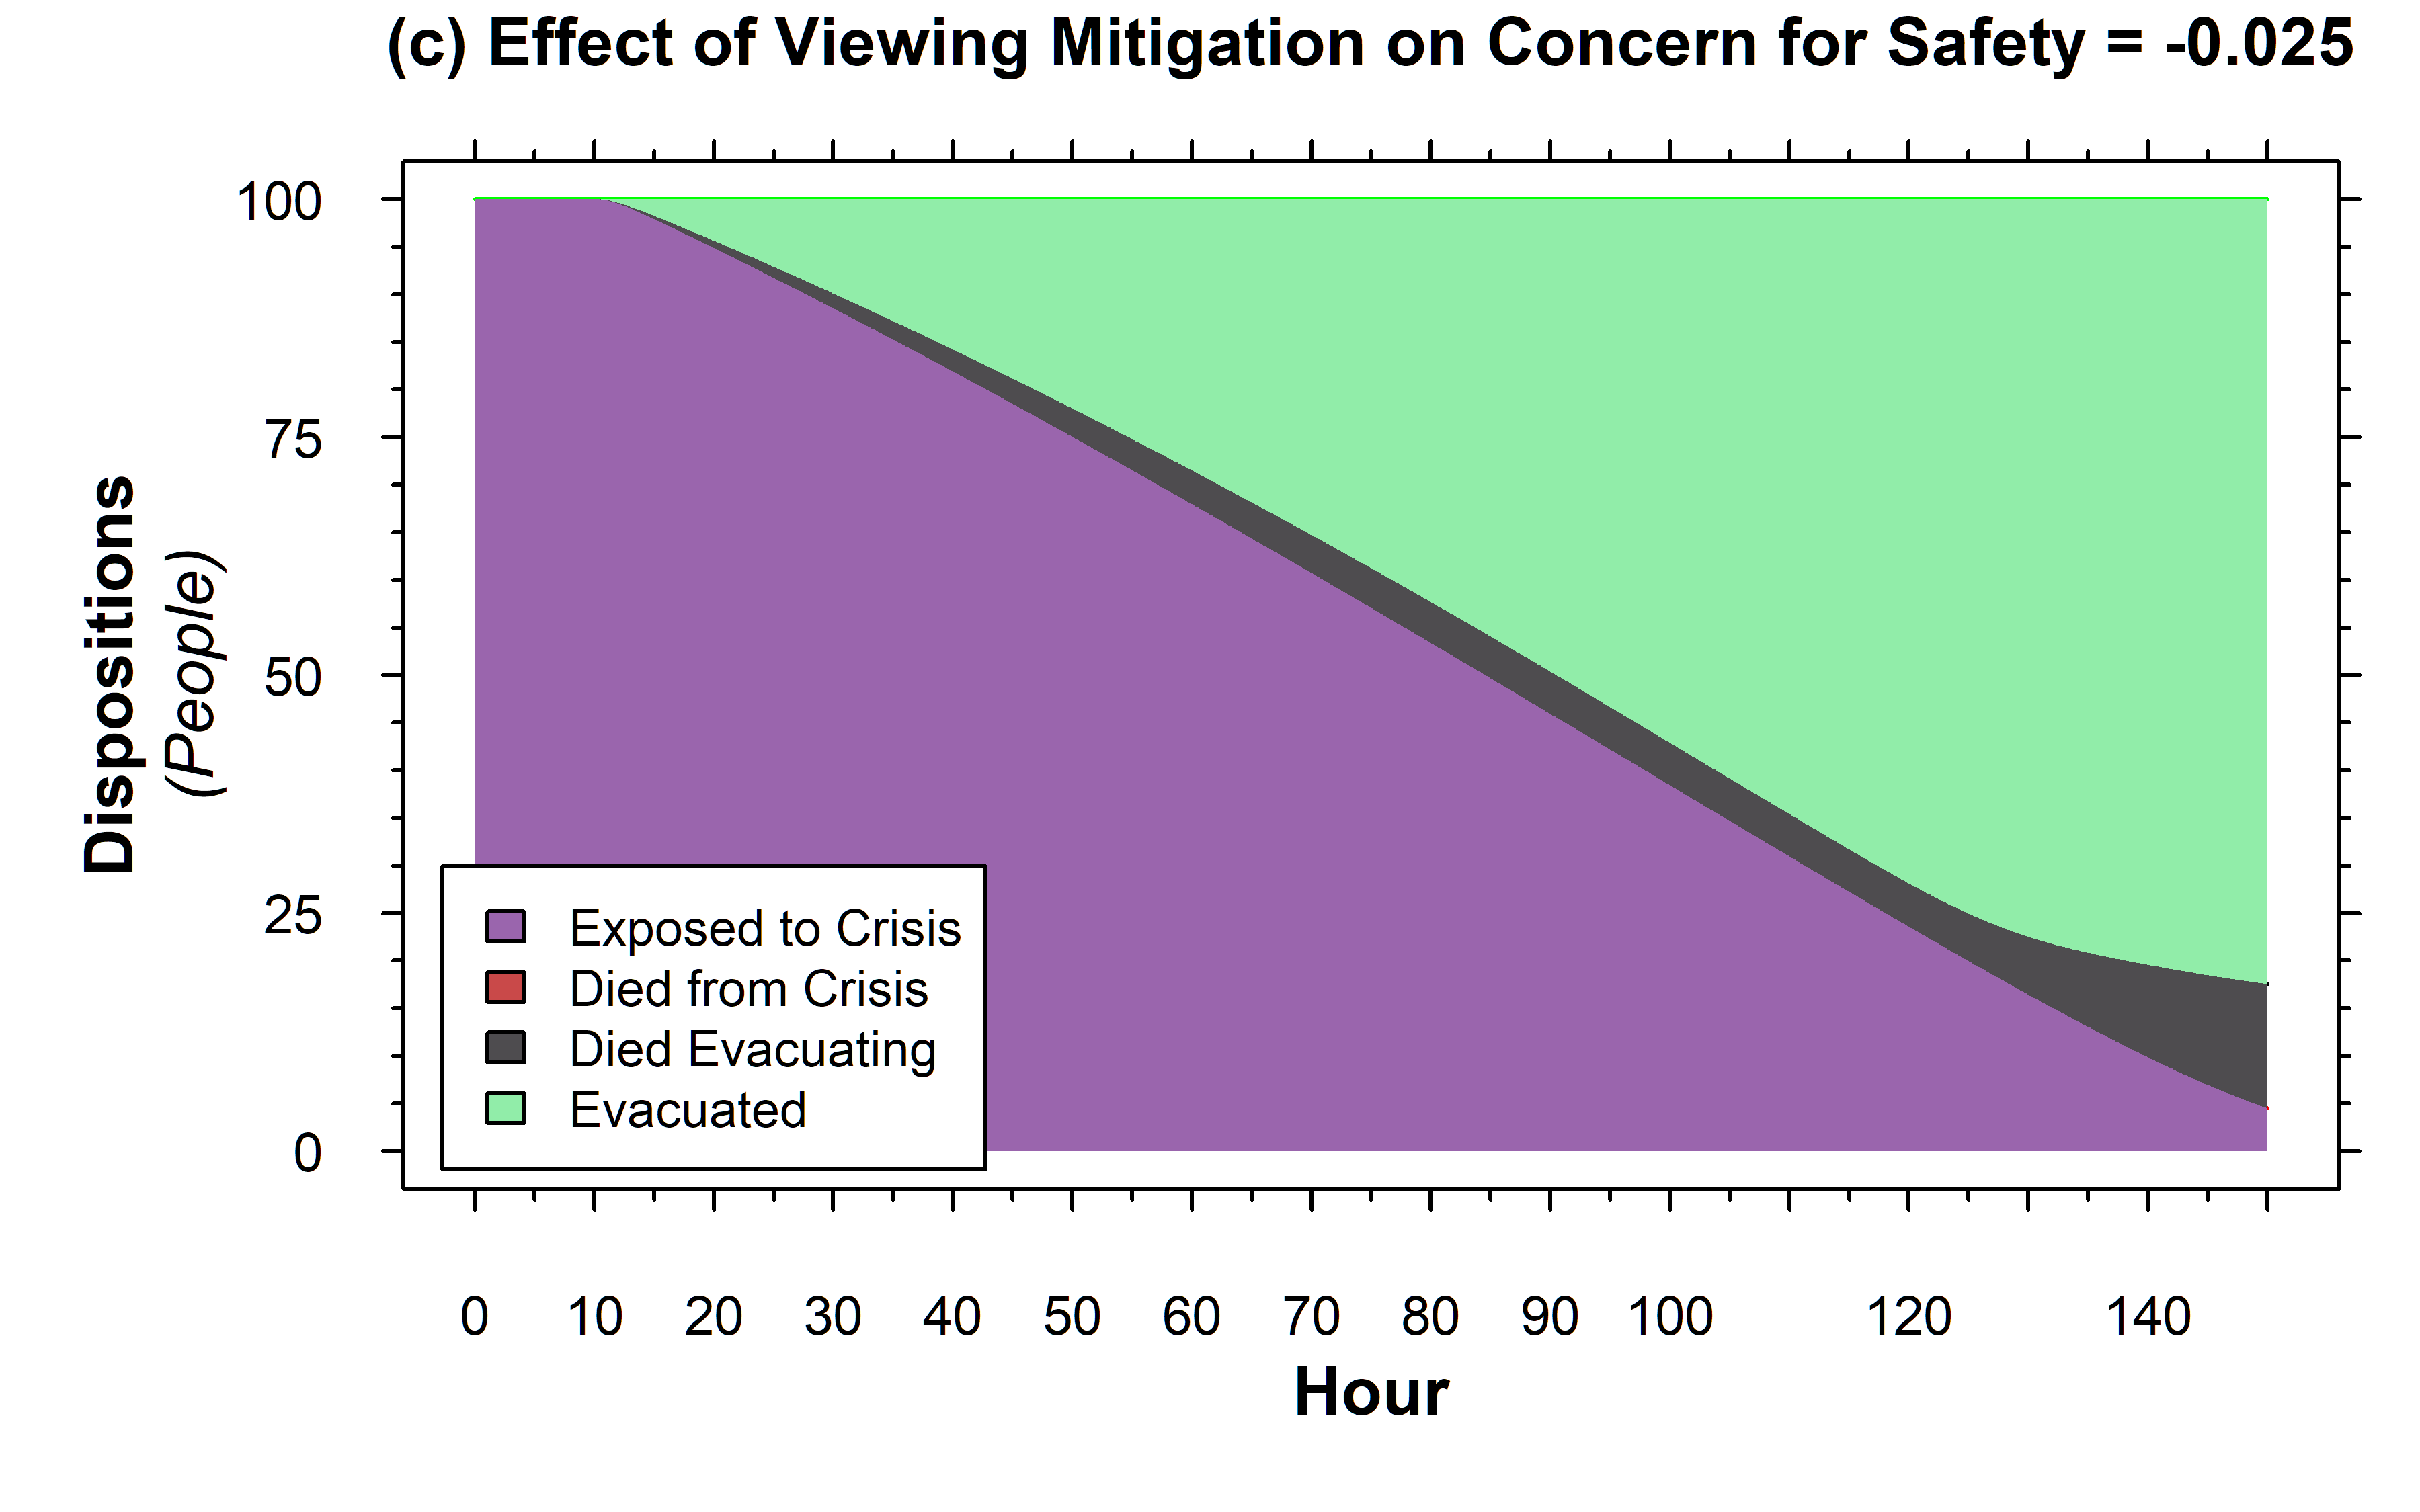 (c) Effect of Viewing Mitigation on Concern for Safety = -0.025
Dispositions
(People)
100
75
50
25
0
Exposed to Crisis
Died from Crisis
Died Evacuating
Evacuated
0 10 20 30 40 50 60 70 80 90 100 120 140
Hour